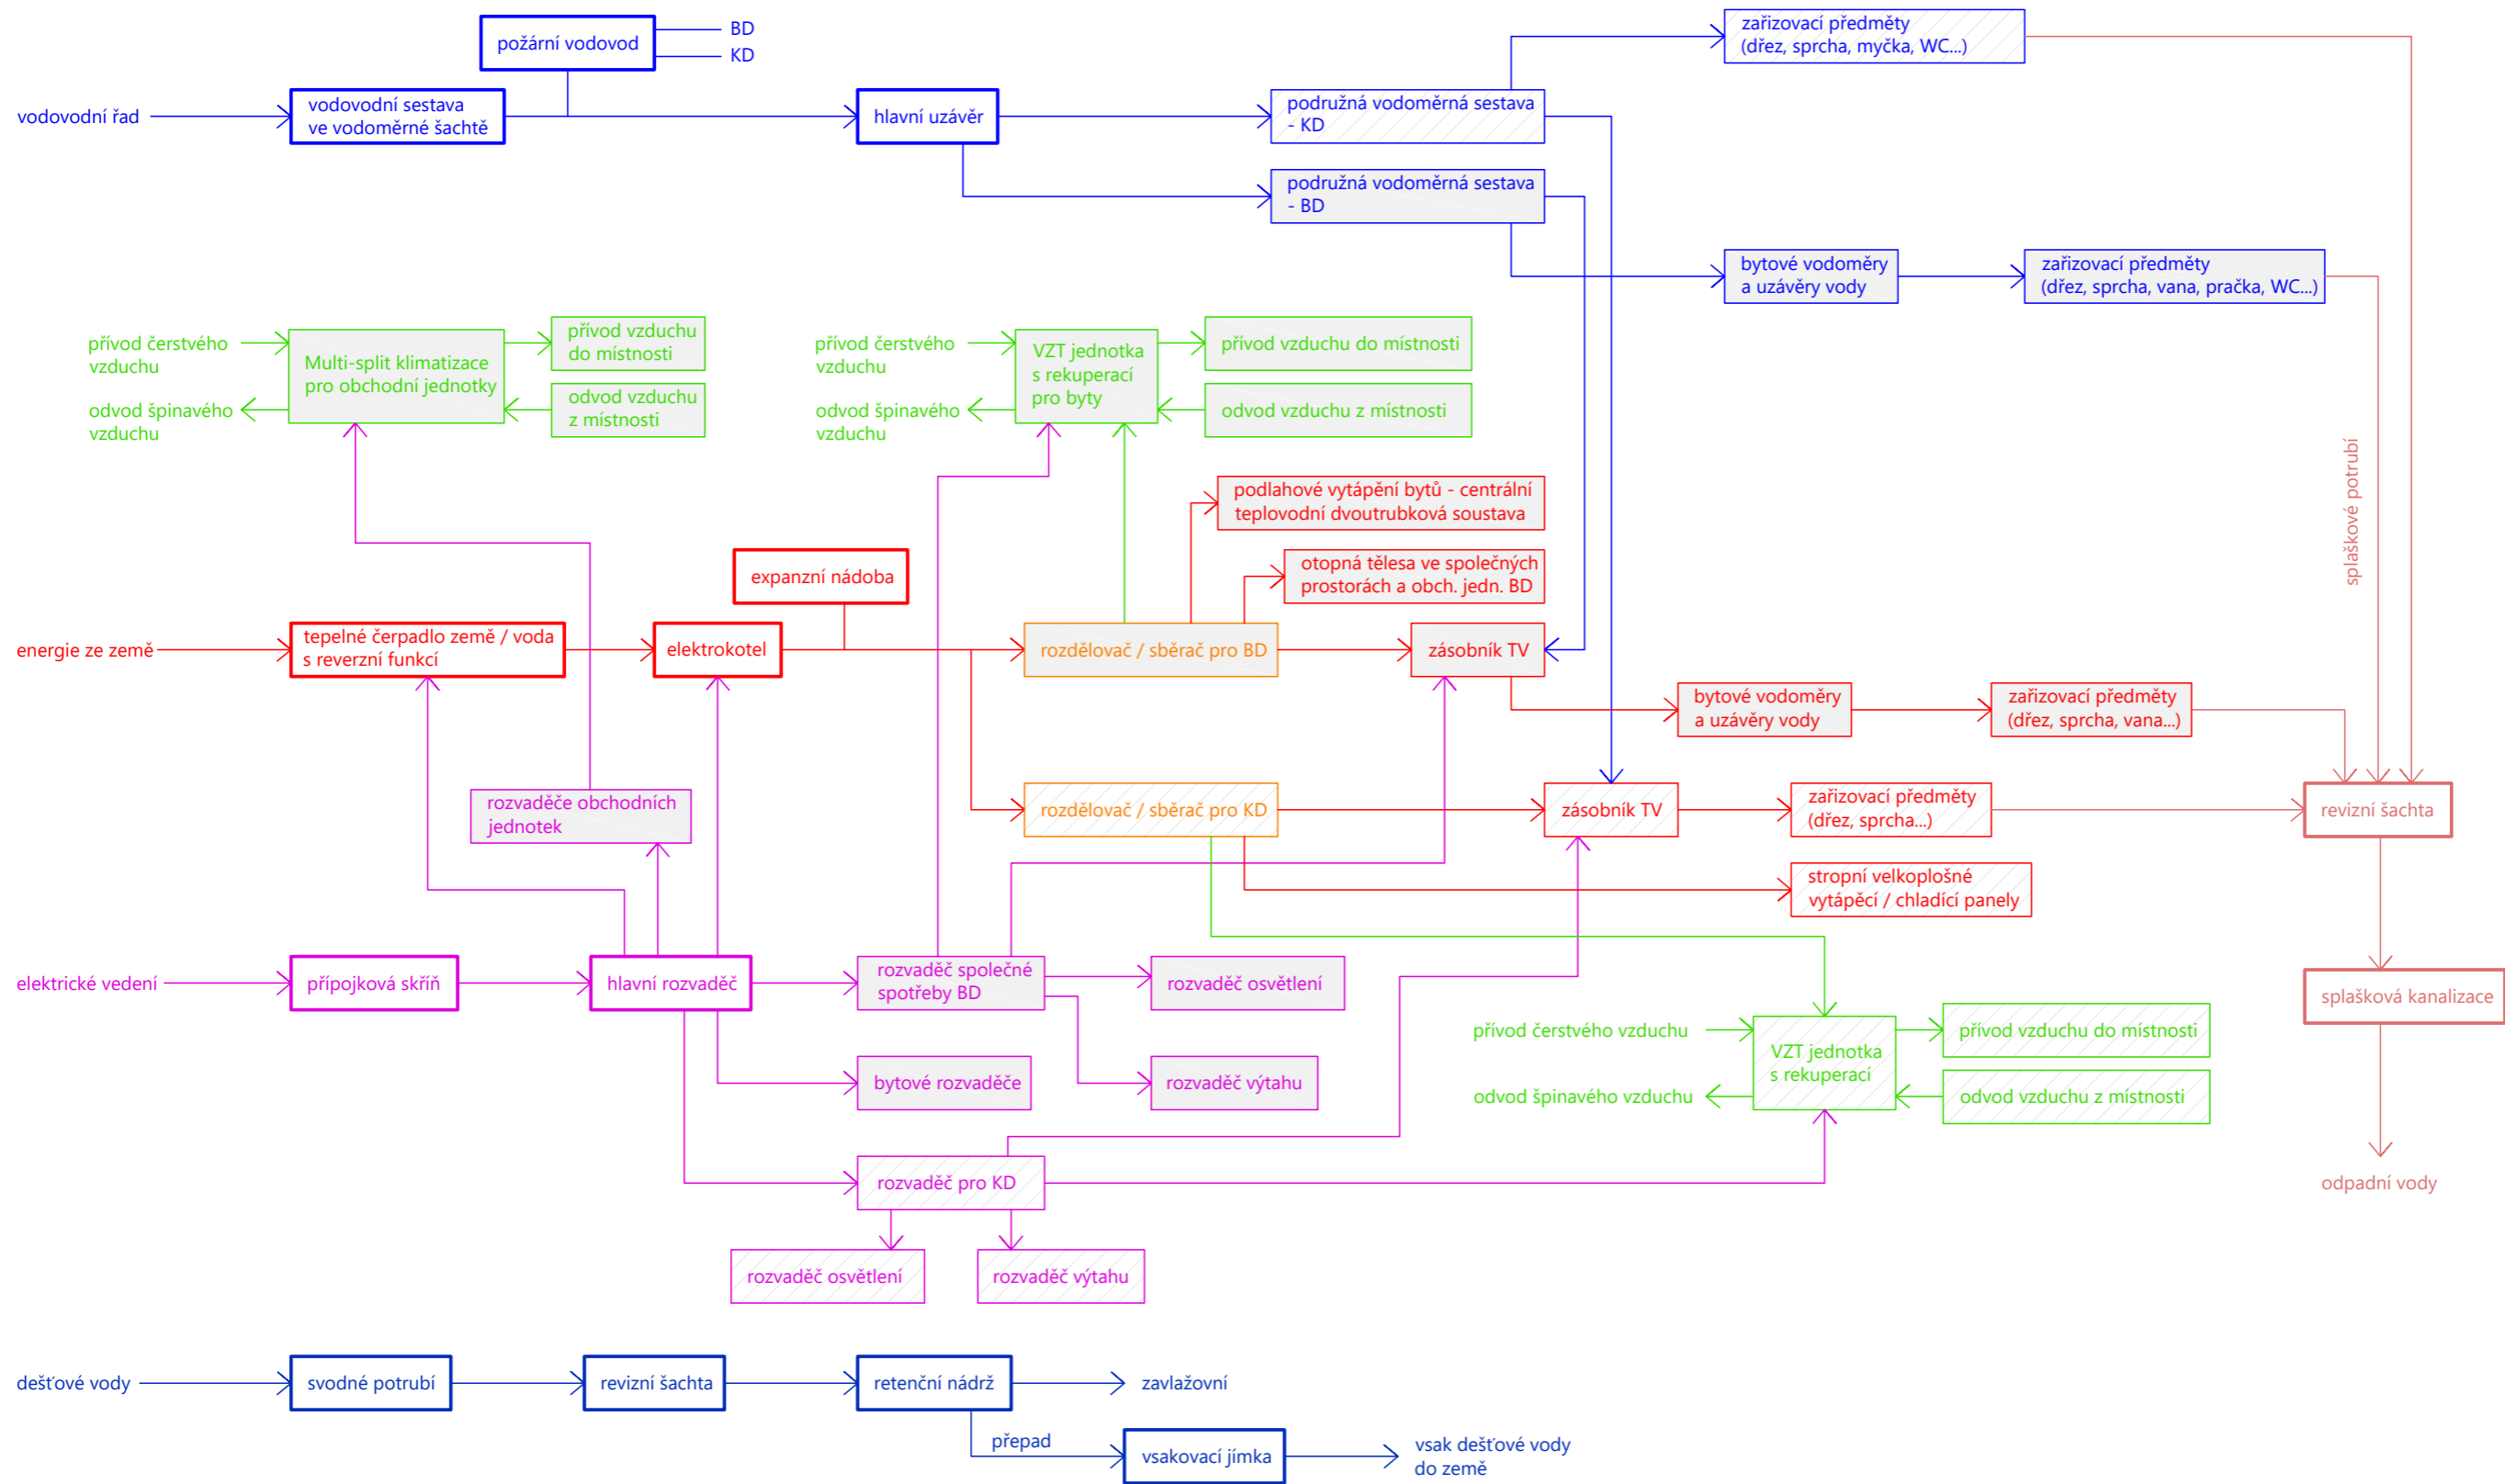 požární vodovod
BD
KD
vodovodní řad
vodovodní sestava
ve vodoměrné šachtě
hlavní uzávěr
podružná vodoměrná sestava
- KD
zařizovací předměty
(dřez, sprcha, myčka, WC...)
podružná vodoměrná sestava
- BD
bytové vodoměry
a uzávěry vody
zařizovací předměty
(dřez, sprcha, vana, pračka, WC...)
přívod čerstvého
vzduchu
odvod špinavého
vzduchu
Multi-split klimatizace
pro obchodní jednotky
přívod vzduchu
do místnosti
odvod vzduchu
z místnosti
přívod čerstvého
vzduchu
odvod špinavého
vzduchu
VZT jednotka
s rekuperací
pro byty
přívod vzduchu do místnosti
odvod vzduchu z místnosti
splaškové potrubí
podlahové vytápění bytů - centrální
teplovodní dvoutrubková soustava
expanzní nádoba
otopná tělesa ve společných
prostorách a obch. jedn. BD
energie ze země
tepelné čerpadlo země / voda
s reverzní funkcí
elektrokotel
rozdělovač / sběrač pro BD
zásobník TV
bytové vodoměry
a uzávěry vody
zařizovací předměty
(dřez, sprcha, vana...)
rozvaděče obchodních
jednotek
rozdělovač / sběrač pro KD
zásobník TV
zařizovací předměty
(dřez, sprcha...)
revizní šachta
stropní velkoplošné
vytápěcí / chladící panely
elektrické vedení
přípojková skříň
hlavní rozvaděč
rozvaděč společné
spotřeby BD
rozvaděč osvětlení
splašková kanalizace
přívod čerstvého vzduchu
odvod špinavého vzduchu
VZT jednotka
s rekuperací
přívod vzduchu do místnosti
odvod vzduchu z místnosti
bytové rozvaděče
rozvaděč výtahu
rozvaděč pro KD
odpadní vody
rozvaděč osvětlení
rozvaděč výtahu
dešťové vody
svodné potrubí
revizní šachta
retenční nádrž
zavlažovní
přepad
vsakovací jímka
vsak dešťové vody
do země